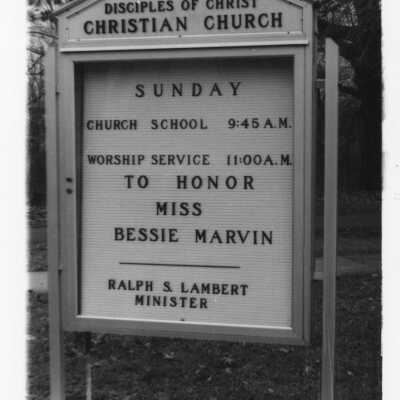 DISCIPLES OF CHRIST
CHRISTIAN CHURCH
SUNDAY
CHURCH SCHOOL 9:45 A.M.
WORSHIP SERVICE 11:00 A.M.
TO HONOR
MISS
BESSIE MARVIN
RALPH S. LAMBERT
MINISTER